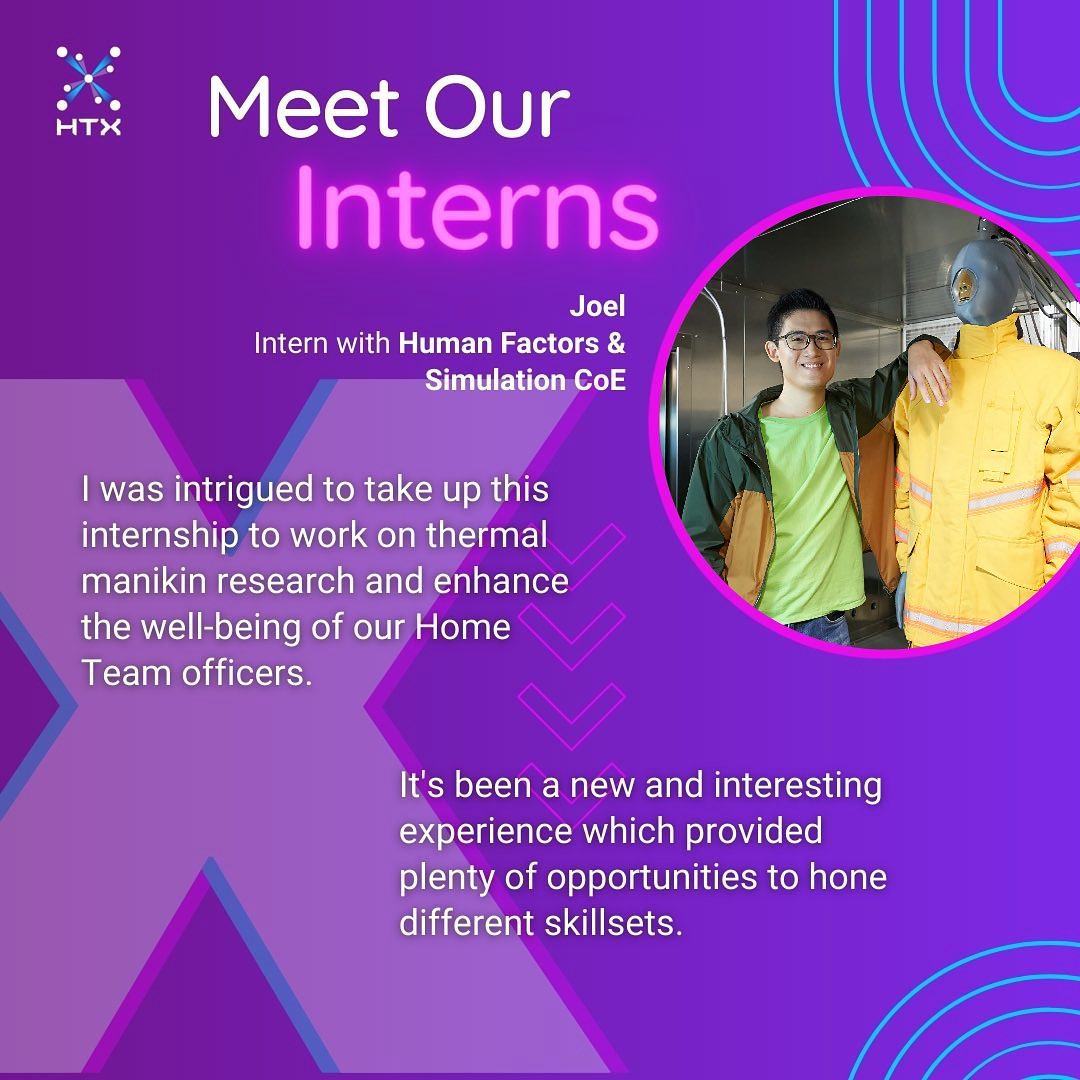 HTX
Meet Our
Interns
Joel
Intern with Human Factors &
Simulation CoE
I was intrigued to take up this
internship to work on thermal
manikin research and enhance
the well-being of our Home
Team officers.
It's been a new and interesting
experience which provided
plenty of opportunities to hone
different skillsets.